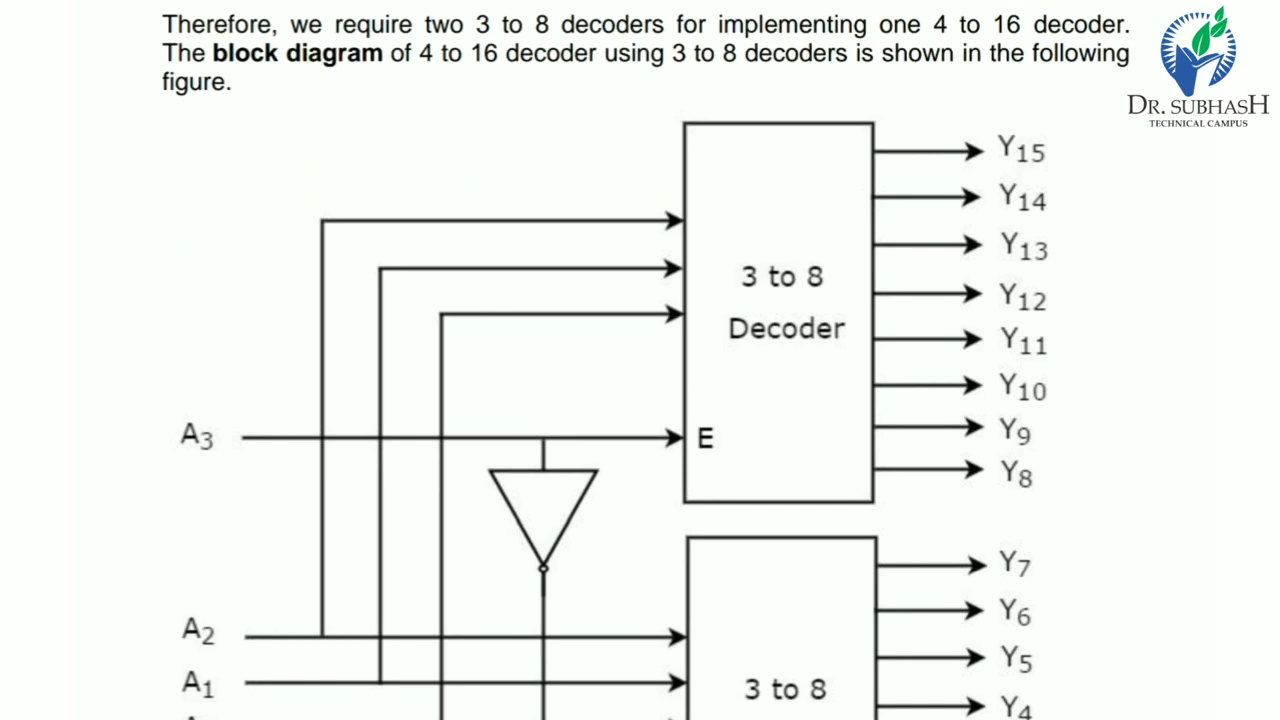 Therefore, we require two 3 to 8 decoders for implementing one 4 to 16 decoder.
The block diagram of 4 to 16 decoder using 3 to 8 decoders is shown in the following
figure.
DR. SUBHASH
TECHNICAL CAMPUS
Y15
Y14
Y13
3 to 8
Y12
Decoder
Y11
Y10
A3
E
Y9
Y8
Y7
Y6
A2
Y5
A1
3 to 8
Y4